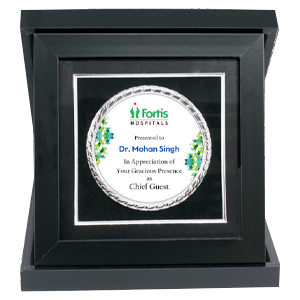 Fortis
HOSPITALS
Presented to
Dr. Mohan Singh
In Appreciation of
Your Gracious Presence
as
Chief Guest